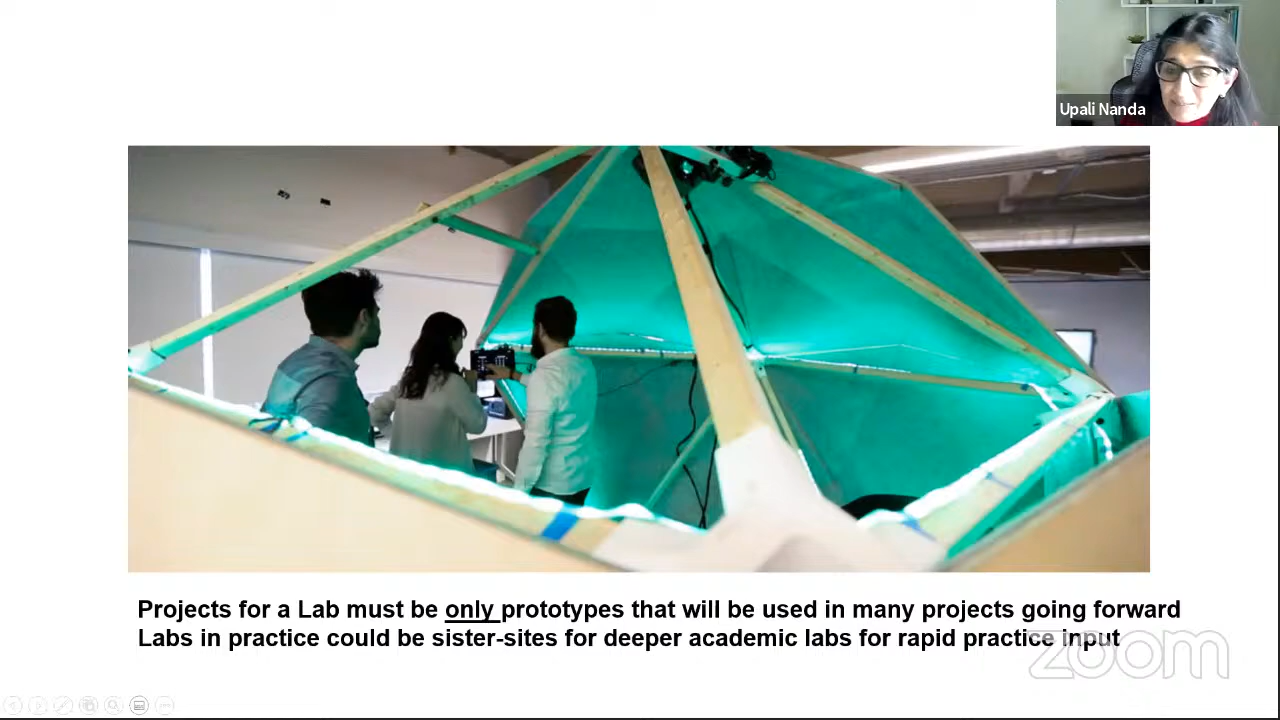 Upali Nanda
Projects for a Lab must be only prototypes that will be used in many projects going forward
Labs in practice could be sister-sites for deeper academic labs for rapid practice input
zoom